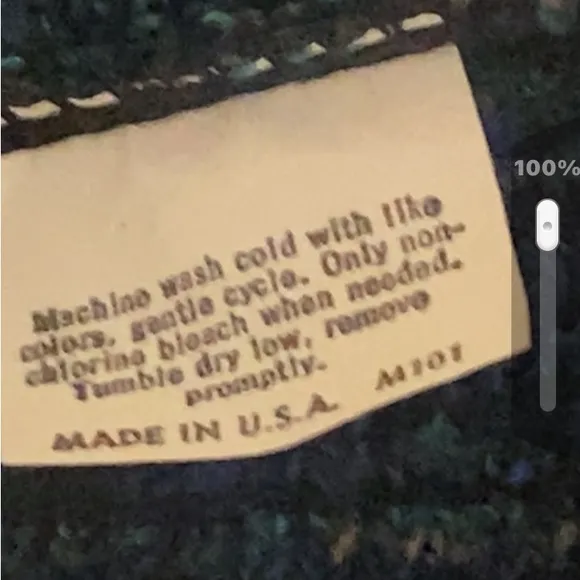 100%
Machine wash cold with like
colors, gentle cycle. Only non-
chlorine bleach when needed.
Tumble dry low, remove
promptly.
MADE IN U.S.A. M101